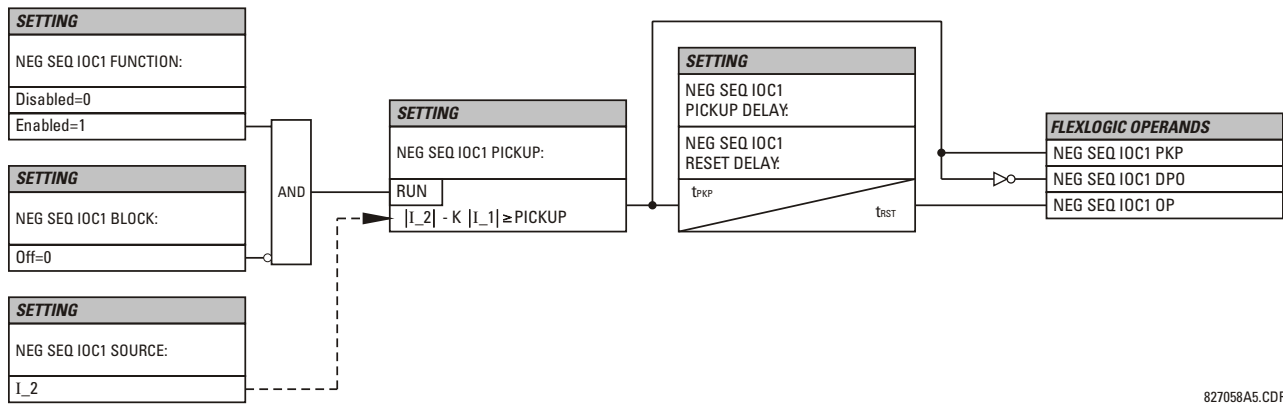 SETTING
NEG SEQ IOC1 FUNCTION:
Disabled=0
Enabled=1
SETTING
NEG SEQ IOC1 BLOCK:
Off=0
SETTING
NEG SEQ IOC1 SOURCE:
I_2
AND
SETTING
NEG SEQ IOC1 PICKUP:
RUN
|I_2| - K |I_1| ≥ PICKUP
SETTING
NEG SEQ IOC1
PICKUP DELAY:
NEG SEQ IOC1
RESET DELAY:
tPKP
tRST
FLEXLOGIC OPERANDS
NEG SEQ IOC1 PKP
NEG SEQ IOC1 DPO
NEG SEQ IOC1 OP
827058A5.CDR